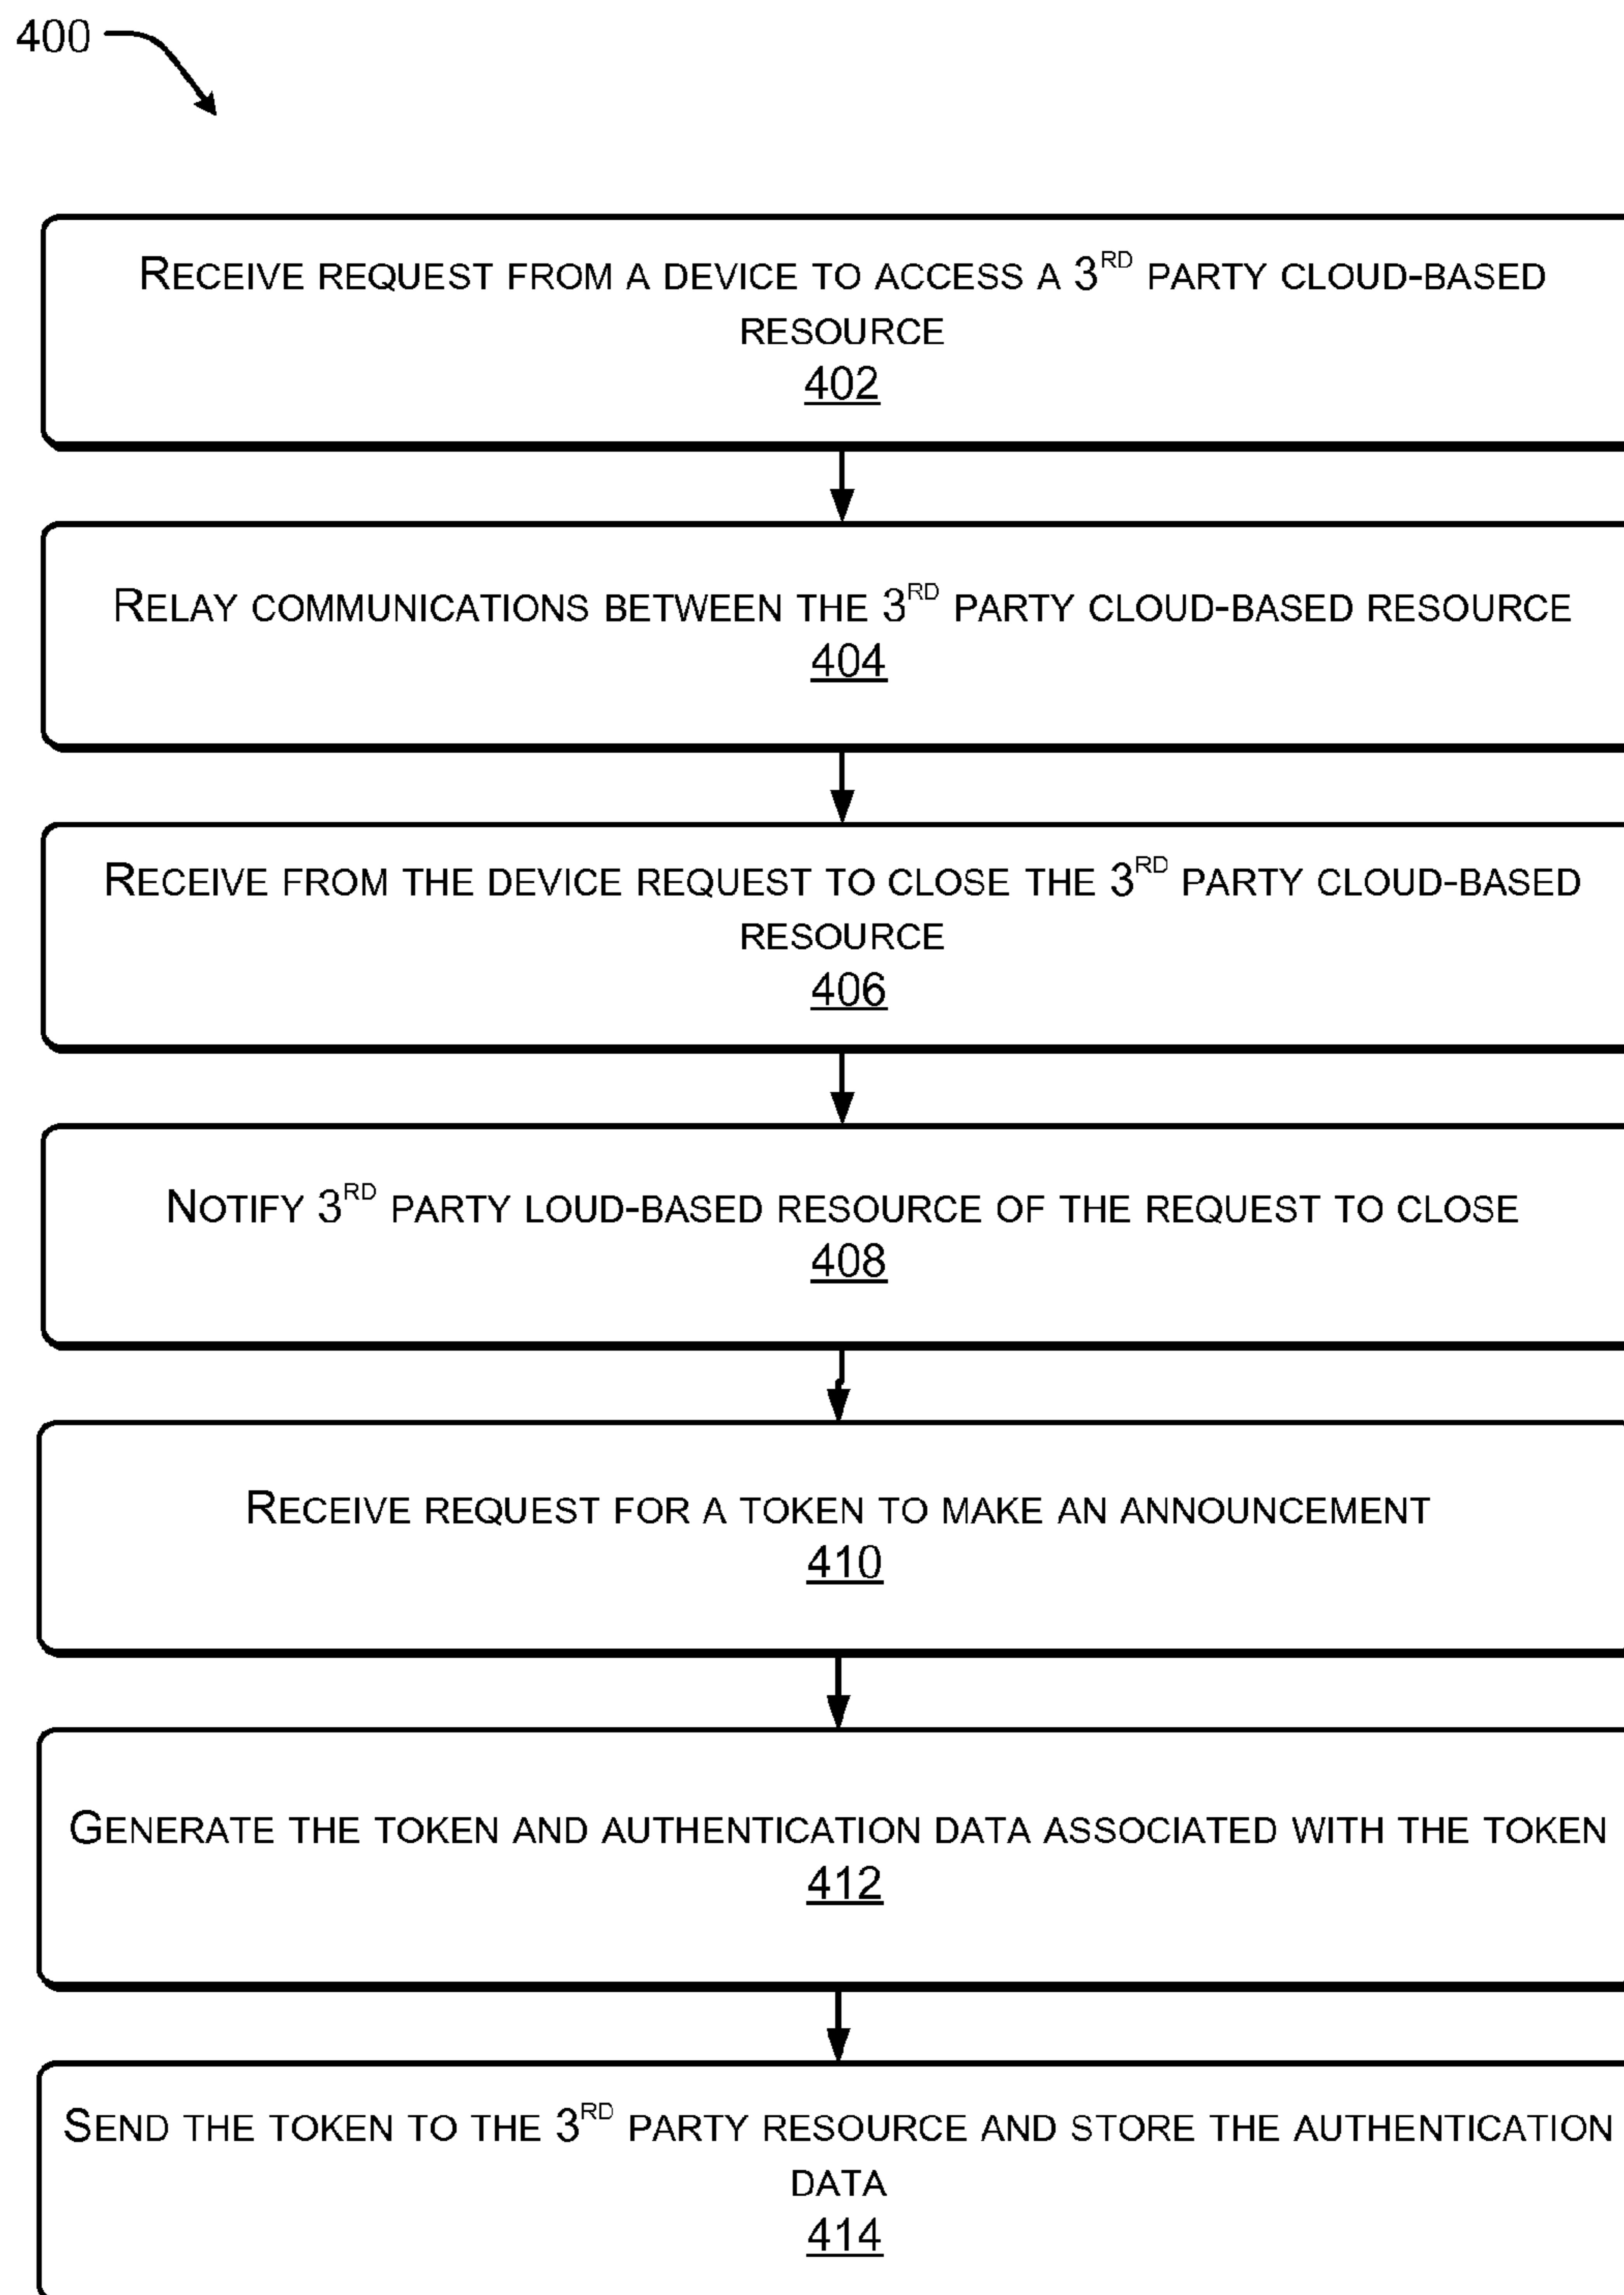 400
RECEIVE REQUEST FROM A DEVICE TO ACCESS A 3RD PARTY CLOUD-BASED
RESOURCE
402
RELAY COMMUNICATIONS BETWEEN THE 3RD PARTY CLOUD-BASED RESOURCE
404
RECEIVE FROM THE DEVICE REQUEST TO CLOSE THE 3RD PARTY CLOUD-BASED
RESOURCE
406
NOTIFY 3RD PARTY LOUD-BASED RESOURCE OF THE REQUEST TO CLOSE
408
RECEIVE REQUEST FOR A TOKEN TO MAKE AN ANNOUNCEMENT
410
GENERATE THE TOKEN AND AUTHENTICATION DATA ASSOCIATED WITH THE TOKEN
412
SEND THE TOKEN TO THE 3RD PARTY RESOURCE AND STORE THE AUTHENTICATION
DATA
414